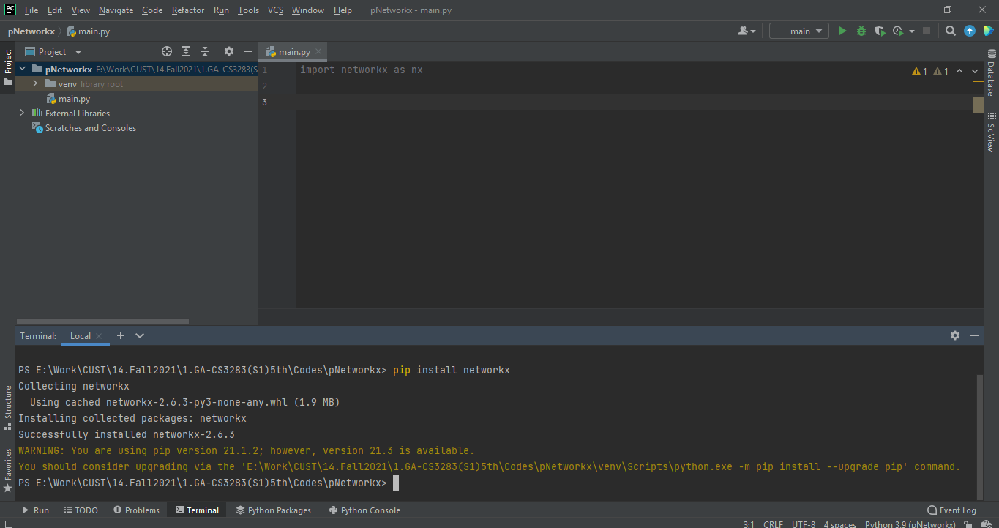 PC File Edit View Navigate Code Refactor Run Tools VCS Window Help pNetworkx - main.py
pNetworkx main.py main
Project Project main.py
pNetworkx E:\Work\CUST\14.Fall2021\1.GA-CS3283(S
venv library root
main.py
External Libraries
Scratches and Consoles
1 import networkx as nx 1 1
2
3
Database
SciView
Terminal: Local
PS E:\Work\CUST\14.Fall2021\1.GA-CS3283(S1)5th\Codes\pNetworkx> pip install networkx
Collecting networkx
Using cached networkx-2.6.3-py3-none-any.whl (1.9 MB)
Installing collected packages: networkx
Successfully installed networkx-2.6.3
WARNING: You are using pip version 21.1.2; however, version 21.3 is available.
You should consider upgrading via the 'E:\Work\CUST\14.Fall2021\1.GA-CS3283(S1)5th\Codes\pNetworkx\venv\Scripts\python.exe -m pip install --upgrade pip' command.
PS E:\Work\CUST\14.Fall2021\1.GA-CS3283(S1)5th\Codes\pNetworkx>
Structure
Favorites
Run TODO Problems Terminal Python Packages Python Console Event Log
3:1 CRLF UTF-8 4 spaces Python 3.9 (pNetworkx)